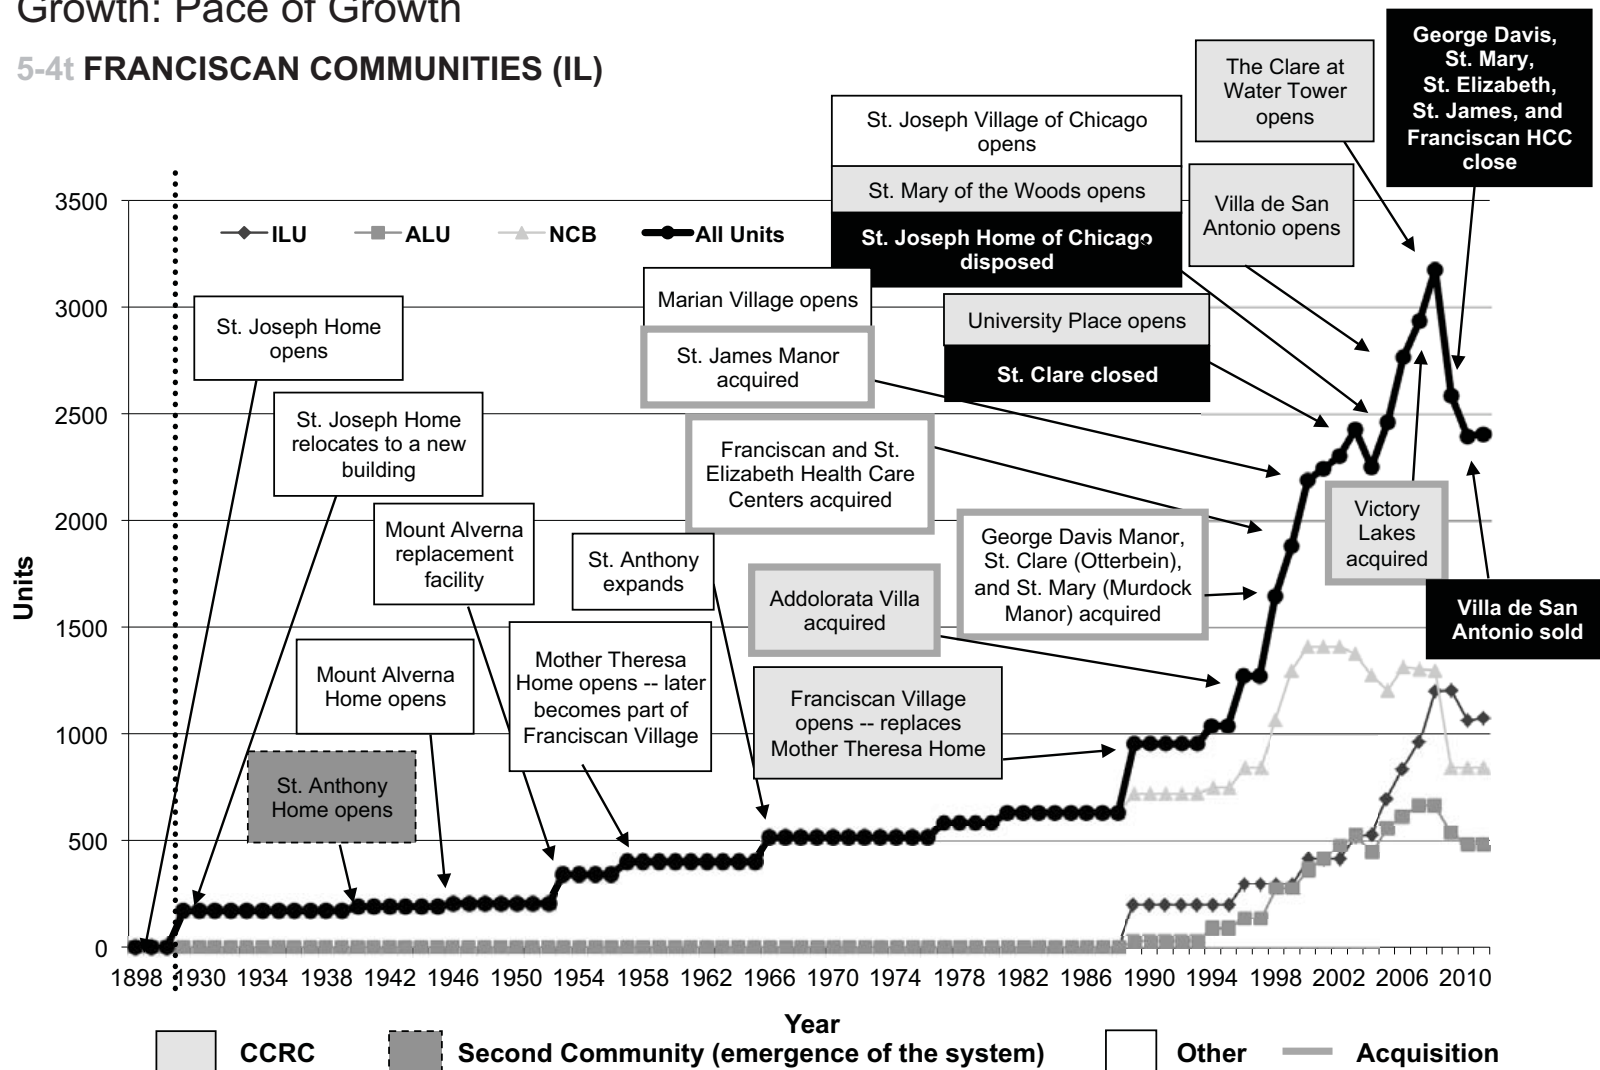 Growth: Pace of Growth
5-4t FRANCISCAN COMMUNITIES (IL)
George Davis,
St. Mary,
St. Elizabeth,
St. James, and
Franciscan HCC
close
The Clare at
Water Tower
opens
St. Joseph Village of Chicago
opens
St. Mary of the Woods opens
St. Joseph Home of Chicago
disposed
Villa de San
Antonio opens
ILU
ALU
NCB
All Units
Marian Village opens
St. James Manor
acquired
University Place opens
St. Clare closed
St. Joseph Home
opens
St. Joseph Home
relocates to a new
building
Franciscan and St.
Elizabeth Health Care
Centers acquired
Mount Alverna
replacement
facility
St. Anthony
expands
George Davis Manor,
St. Clare (Otterbein),
and St. Mary (Murdock
Manor) acquired
Victory
Lakes
acquired
Addolorata Villa
acquired
Villa de San
Antonio sold
Mount Alverna
Home opens
Mother Theresa
Home opens -- later
becomes part of
Franciscan Village
Franciscan Village
opens -- replaces
Mother Theresa Home
St. Anthony
Home opens
Units
3500
3000
2500
2000
1500
1000
500
0
1898 1930 1934 1938 1942 1946 1950 1954 1958 1962 1966 1970 1974 1978 1982 1986 1990 1994 1998 2002 2006 2010
Year
CCRC
Second Community (emergence of the system)
Other
Acquisition